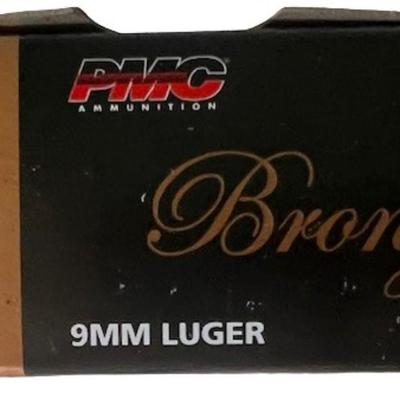 PMC
AMMUNITION
Bron
9MM LUGER